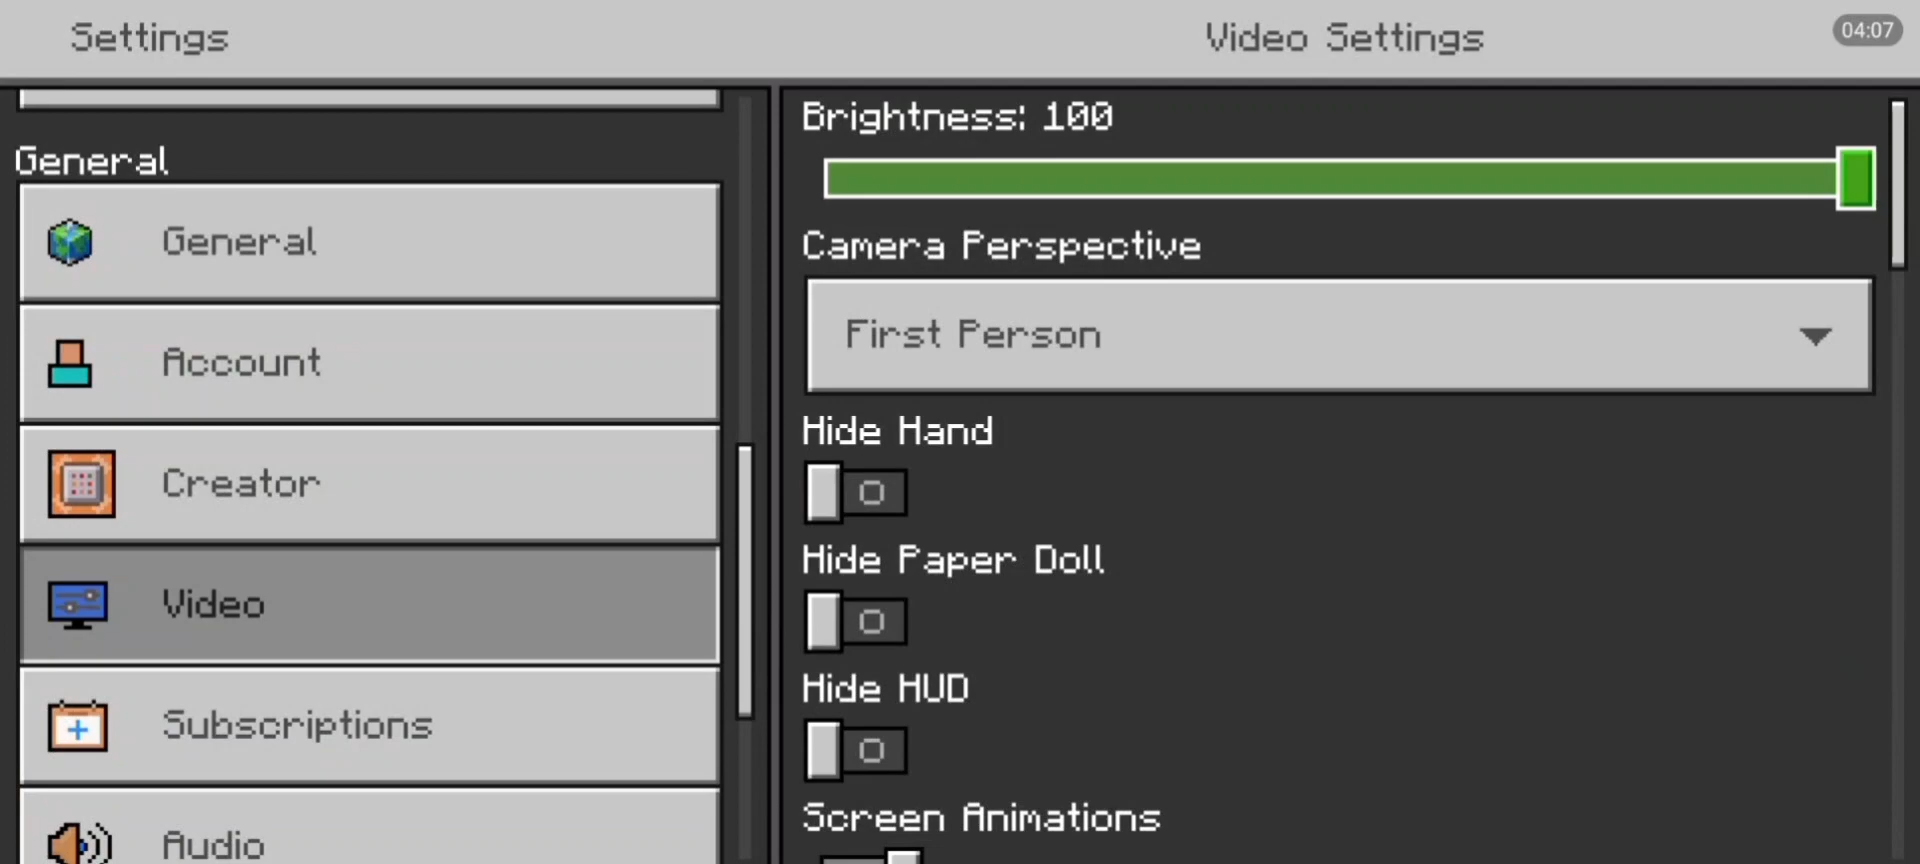 Settings
Video Settings
04:07
General
General
Account
Creator
Video
Subscriptions
Audio
Brightness: 100
Camera Perspective
First Person
Hide Hand
Hide Paper Doll
Hide HUD
Screen Animations